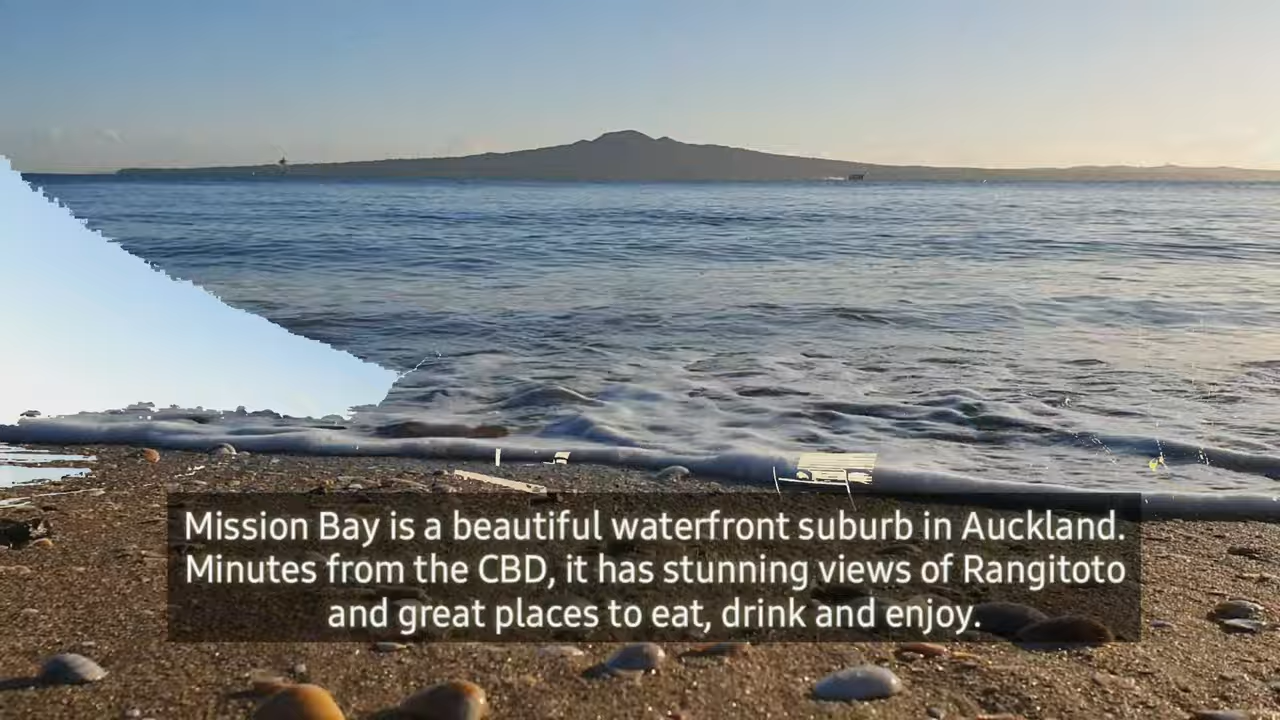 Mission Bay is a beautiful waterfront suburb in Auckland.
Minutes from the CBD, it has stunning views of Rangitoto
and great places to eat, drink and enjoy.